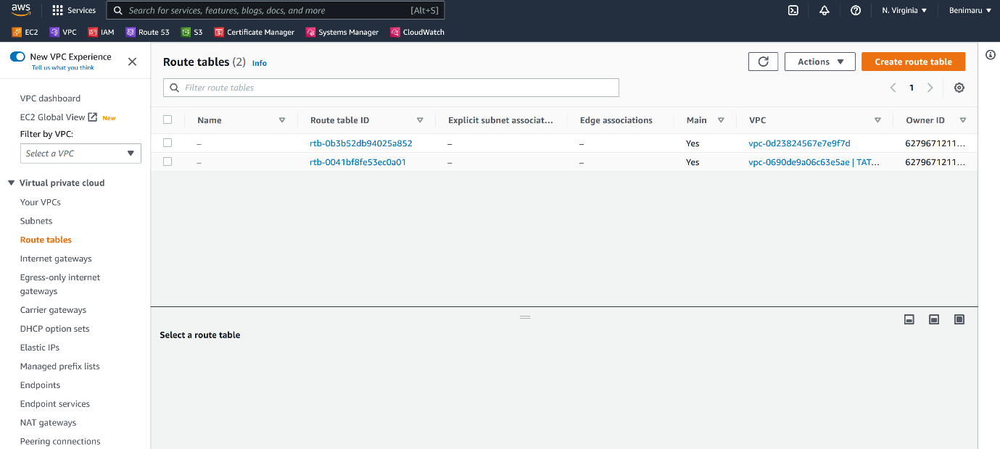 aws Services Search for services, features, blogs, docs, and more [Alt+S] N. Virginia Benimaru
EC2 VPC IAM Route 53 S3 Certificate Manager Systems Manager CloudWatch
New VPC Experience
Tell us what you think
VPC dashboard
EC2 Global View New
Filter by VPC:
Select a VPC
Virtual private cloud
Your VPCs
Subnets
Route tables
Internet gateways
Egress-only internet
gateways
Carrier gateways
DHCP option sets
Elastic IPs
Managed prefix lists
Endpoints
Endpoint services
NAT gateways
Peering connections
Route tables (2) Info Actions Create route table
Filter route tables 1
Name Route table ID Explicit subnet associat... Edge associations Main VPC Owner ID
– rtb-0b3b52db94025a852 – – Yes vpc-0d23824567e7e9f7d 6279671211...
– rtb-0041bf8fe53ec0a01 – – Yes vpc-0690de9a06c63e5ae | TAT... 6279671211...
Select a route table